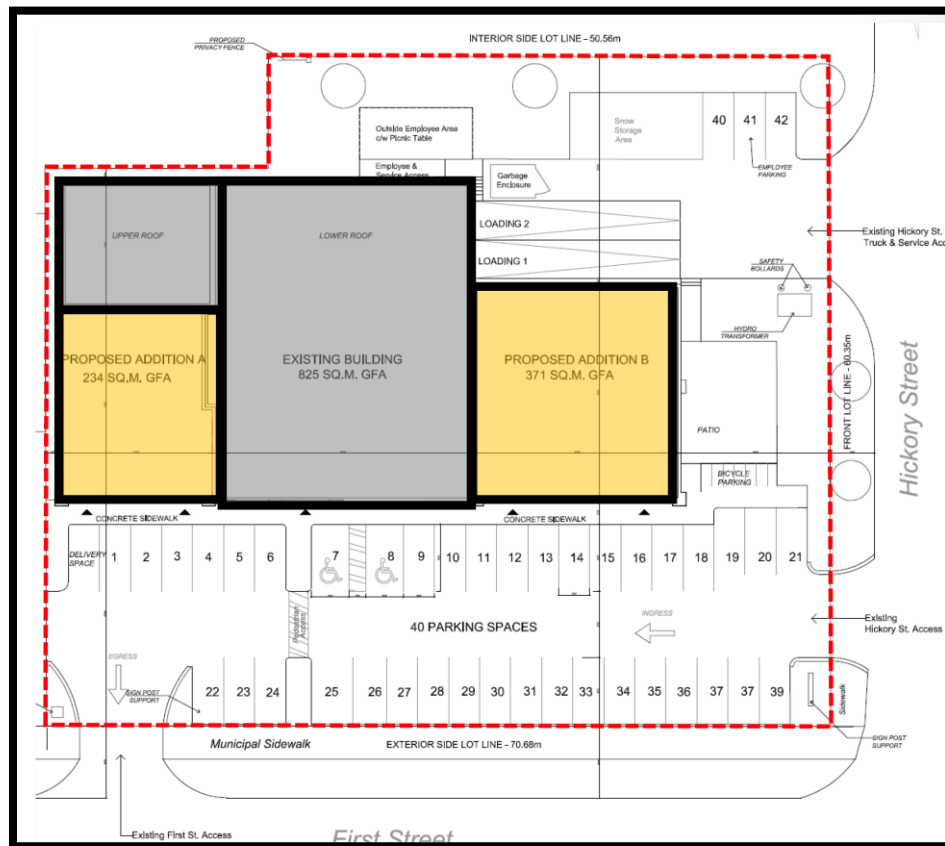 PROPOSED
PRIVACY FENCE
INTERIOR SIDE LOT LINE - 50.56m
Outside Employee Area
c/w Picnic Table
Snow
Storage
Area
40
41
42
EMPLOYEE
PARKING
Employee &
Service Access
Garbage
Enclosure
UPPER ROOF
LOWER ROOF
LOADING 2
LOADING 1
Existing Hickory St.
Truck & Service Acc
SAFETY
BOLLARDS
HYDRO
TRANSFORMER
PROPOSED ADDITION A
234 SQ.M. GFA
EXISTING BUILDING
825 SQ.M. GFA
PROPOSED ADDITION B
371 SQ.M. GFA
FRONT LOT LINE - 60.35m
Hickory Street
PATIO
BICYCLE
PARKING
CONCRETE SIDEWALK
CONCRETE SIDEWALK
DELIVERY
SPACE
1
2
3
4
5
6
7
8
9
10
11
12
13
14
15
16
17
18
19
20
21
Pedestrian
Access
40 PARKING SPACES
INGRESS
Existing
Hickory St. Access
EGRESS
SIGN POST
SUPPORT
22
23
24
25
26
27
28
29
30
31
32
33
34
35
36
37
37
39
Sidewalk
SIGN POST
SUPPORT
Municipal Sidewalk
EXTERIOR SIDE LOT LINE - 70.68m
Existing First St. Access
First Street